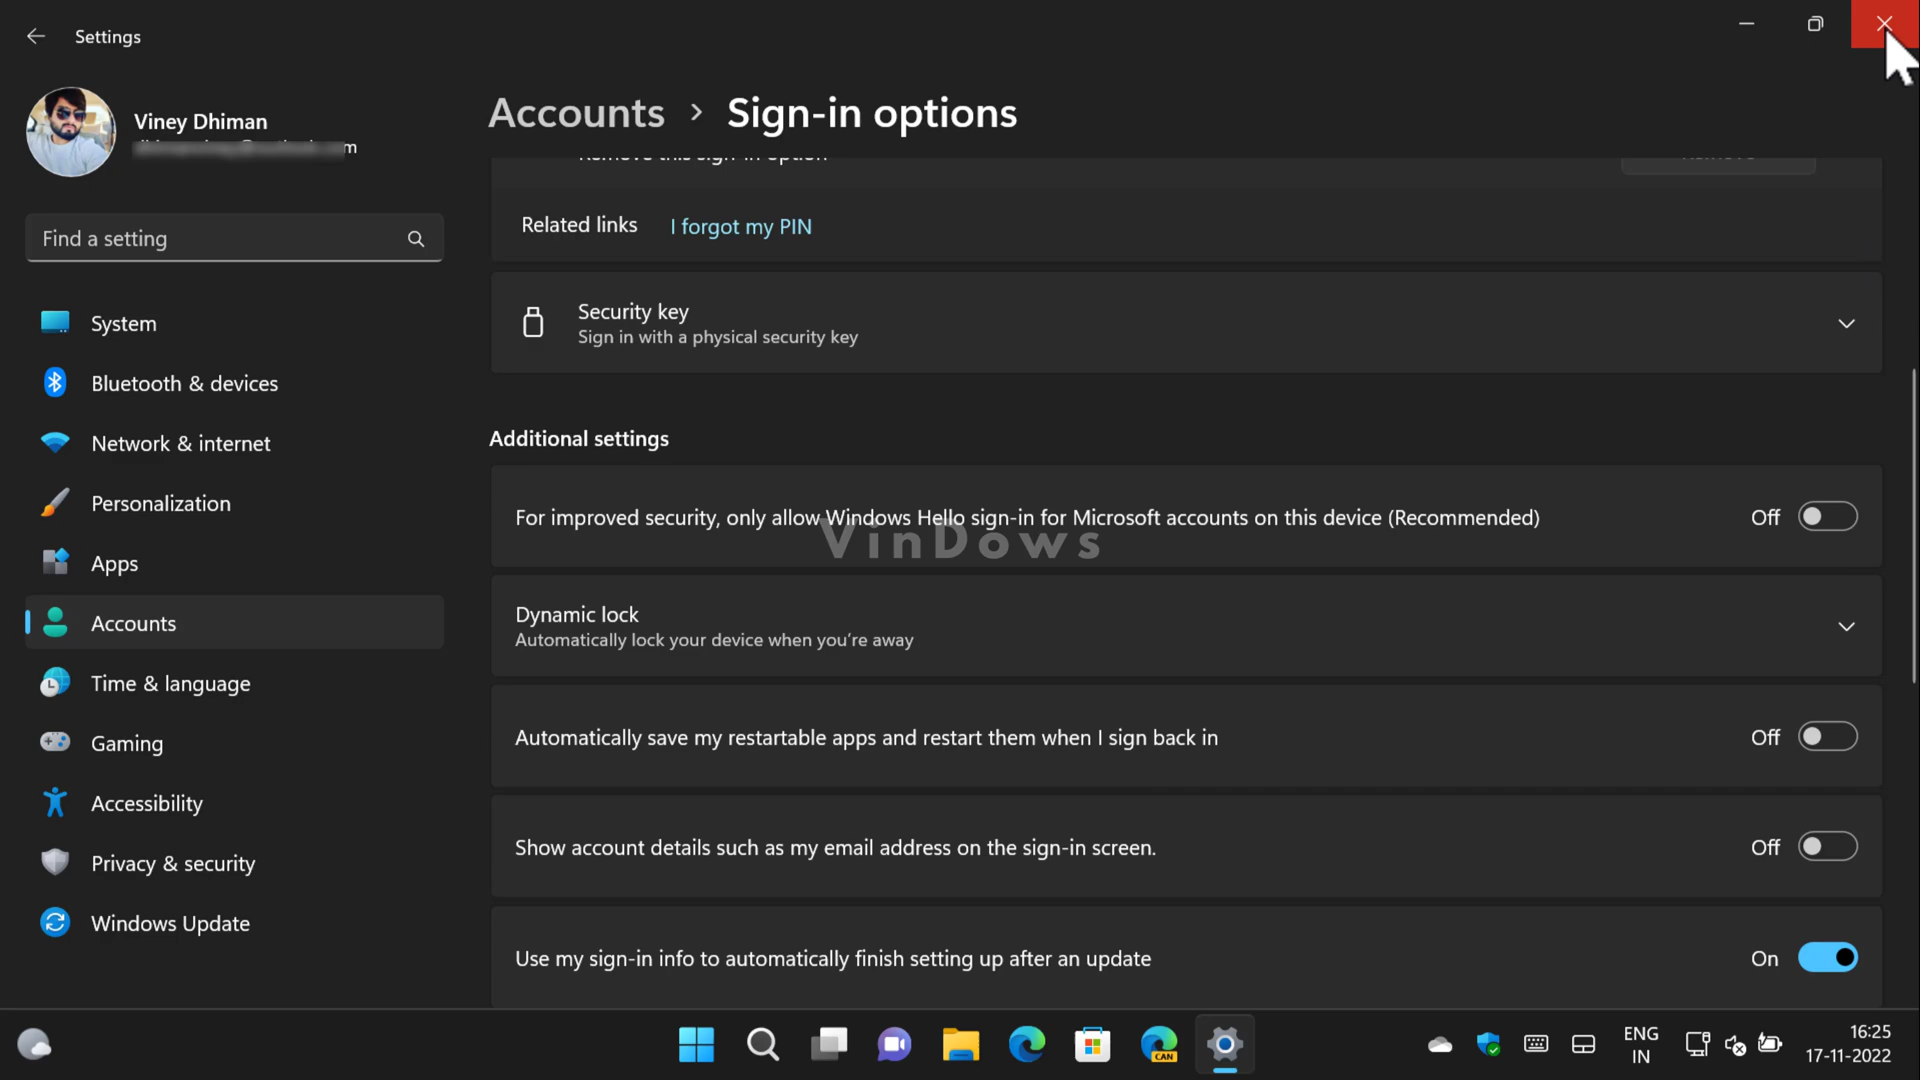 Settings
Viney Dhiman
Find a setting
System
Bluetooth & devices
Network & internet
Personalization
Apps
Accounts
Time & language
Gaming
Accessibility
Privacy & security
Windows Update
Accounts > Sign-in options
Remove this sign-in option
Related links I forgot my PIN
Security key
Sign in with a physical security key
Additional settings
For improved security, only allow Windows Hello sign-in for Microsoft accounts on this device (Recommended) Off
VinDows
Dynamic lock
Automatically lock your device when you're away
Automatically save my restartable apps and restart them when I sign back in Off
Show account details such as my email address on the sign-in screen. Off
Use my sign-in info to automatically finish setting up after an update On
CAN
ENG
IN
16:25
17-11-2022